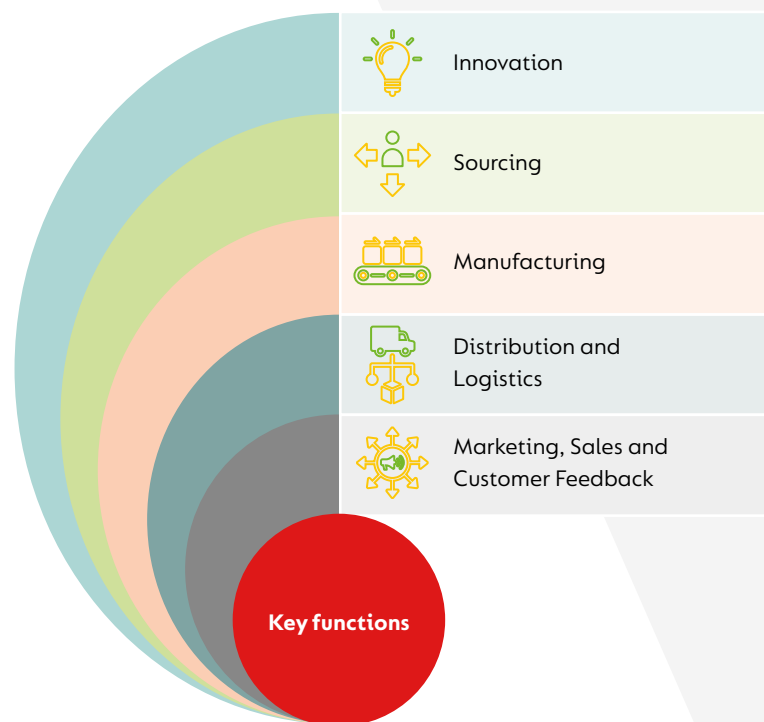 Innovation
Sourcing
Manufacturing
Distribution and
Logistics
Marketing, Sales and
Customer Feedback
Key functions